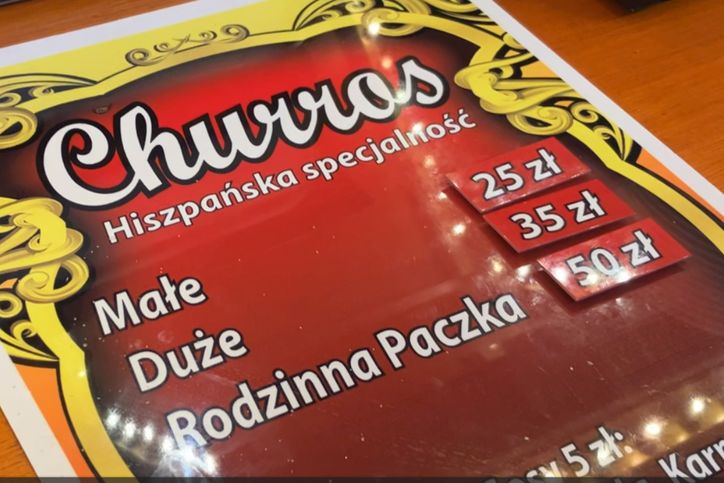 Churros
Hiszpańska specjalność
Małe 25 zł
Duże 35 zł
Rodzinna Paczka 50 zł
5 zł: